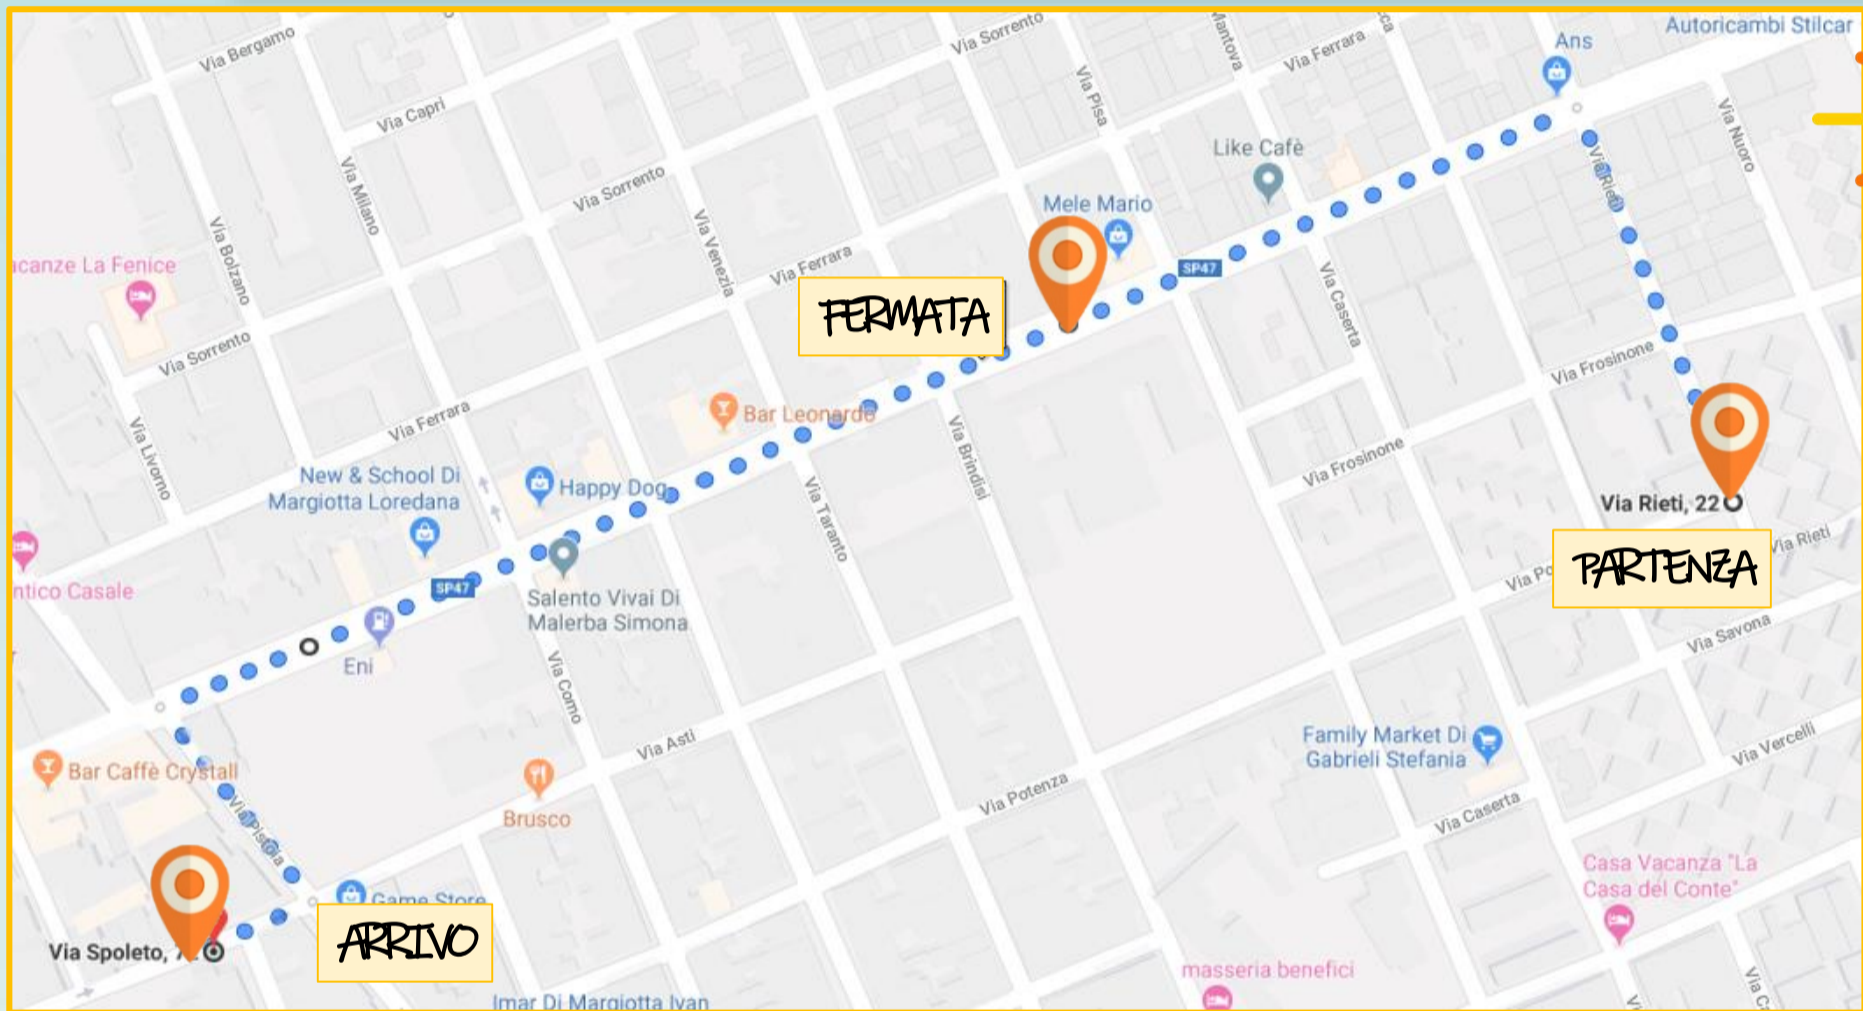 Autoricambi Stilcar
Via Sorrento
Via Bergamo
Mantova
Via Ferrara
Ans
Via Pisa
Via Capri
Via Nuoro
Like Cafè
Via Milano
Via Sorrento
Via Rieti
Mele Mario
Via Bolzano
Via Venezia
Via Ferrara
SP47
La Fenice
FERMATA
Via Caserta
Via Sorrento
Via Frosinone
Via Ferrara
Bar Leonardo
Via Livorno
Via Brindisi
Via Frosinone
New & School Di
Margiotta Loredana
Happy Dog
Via Taranto
Via Rieti, 22
Via Rieti
PARTENZA
Casale
SP47
Salento Vivai Di
Malerba Simona
Eni
Via Savona
Via Como
Via Asti
Family Market Di
Gabrieli Stefania
Via Vercelli
Bar Caffè Crystall
Via Potenza
Brusco
Via Pistoia
Via Caserta
Casa Vacanza "La
Casa del Conte"
Game Store
ARRIVO
Via Spoleto,
masseria benefici
Imar Di Margiotta Ivan